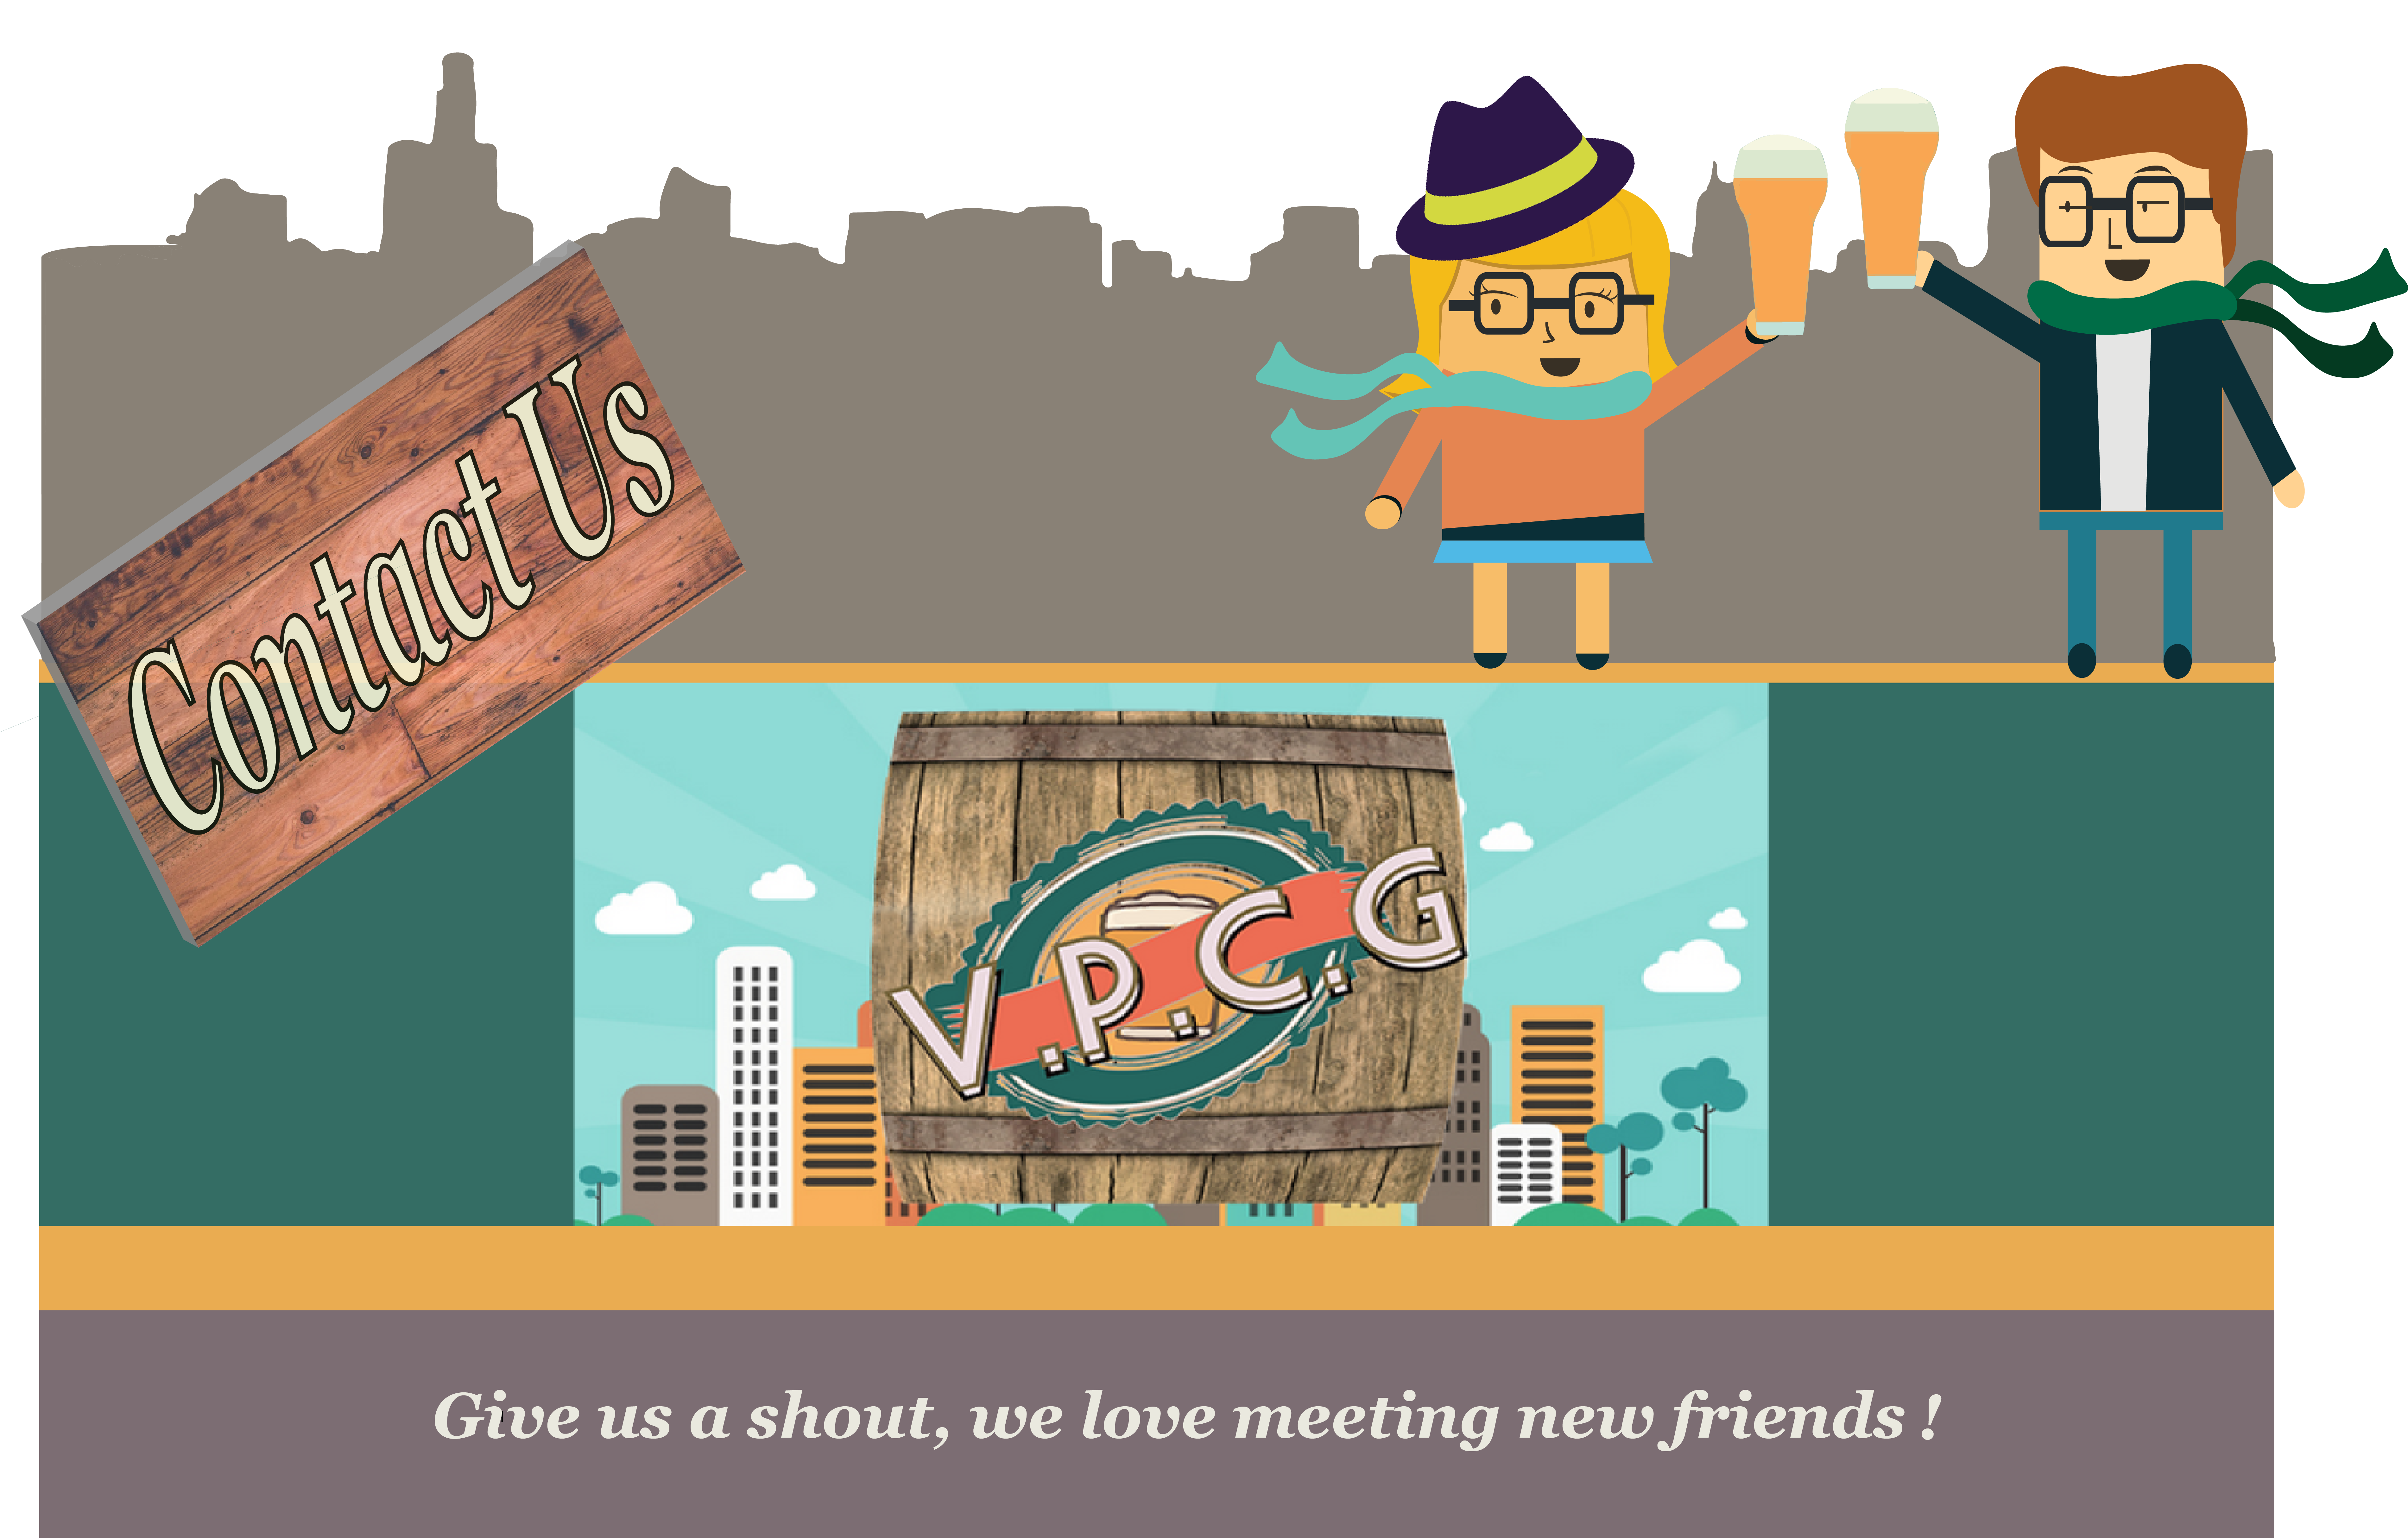 Contact Us
V.P.C.G
Give us a shout, we love meeting new friends !